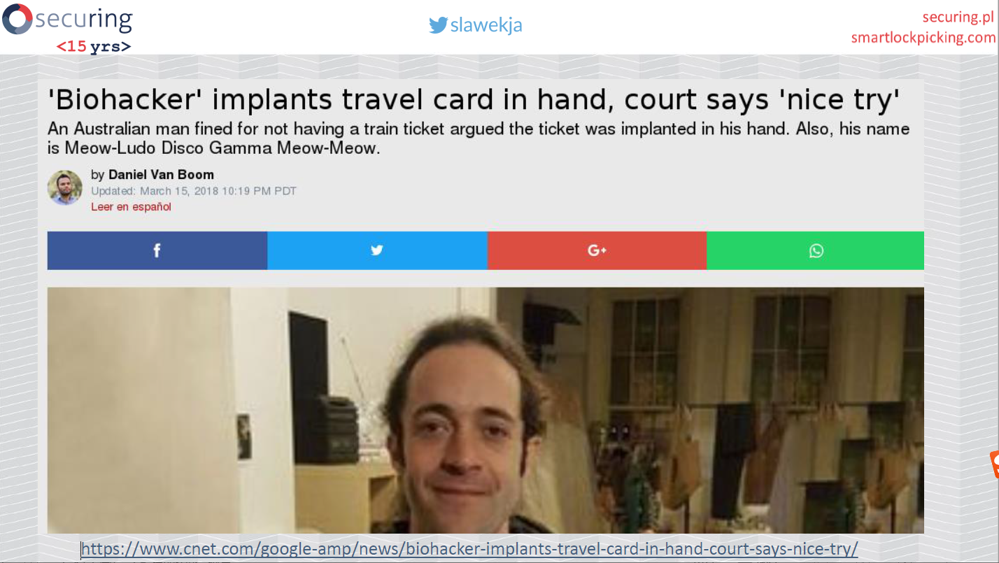 securing
<15 yrs>
slawekja
securing.pl
smartlockpicking.com
'Biohacker' implants travel card in hand, court says 'nice try'
An Australian man fined for not having a train ticket argued the ticket was implanted in his hand. Also, his name
is Meow-Ludo Disco Gamma Meow-Meow.
by Daniel Van Boom
Updated: March 15, 2018 10:19 PM PDT
Leer en español
f
G+
https://www.cnet.com/google-amp/news/biohacker-implants-travel-card-in-hand-court-says-nice-try/